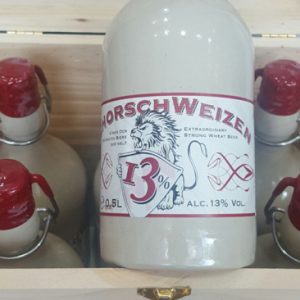 HORSCHWEIZEN
EXTRAORDINARY
STRONG WHEAT BEER
13%
0,5L
ALC. 13% VOL.